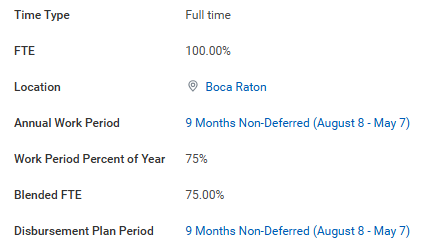 Time Type Full time
FTE 100.00%
Location Boca Raton
Annual Work Period 9 Months Non-Deferred (August 8 - May 7)
Work Period Percent of Year 75%
Blended FTE 75.00%
Disbursement Plan Period 9 Months Non-Deferred (August 8 - May 7)